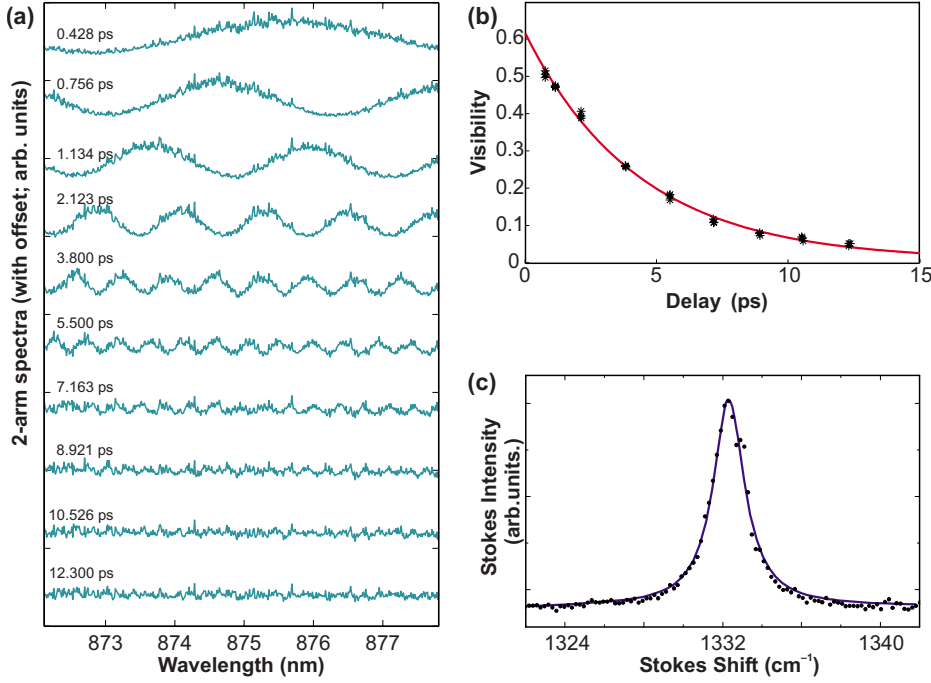 (a)
2-arm spectra (with offset; arb. units)
0.428 ps
0.756 ps
1.134 ps
2.123 ps
3.800 ps
5.500 ps
7.163 ps
8.921 ps
10.526 ps
12.300 ps
873 874 875 876 877
Wavelength (nm)
(b)
Visibility
0.6
0.5
0.4
0.3
0.2
0.1
0
0 5 10 15
Delay (ps)
(c)
Stokes Intensity
(arb.units,)
1324 1332 1340
Stokes Shift (cm⁻¹)